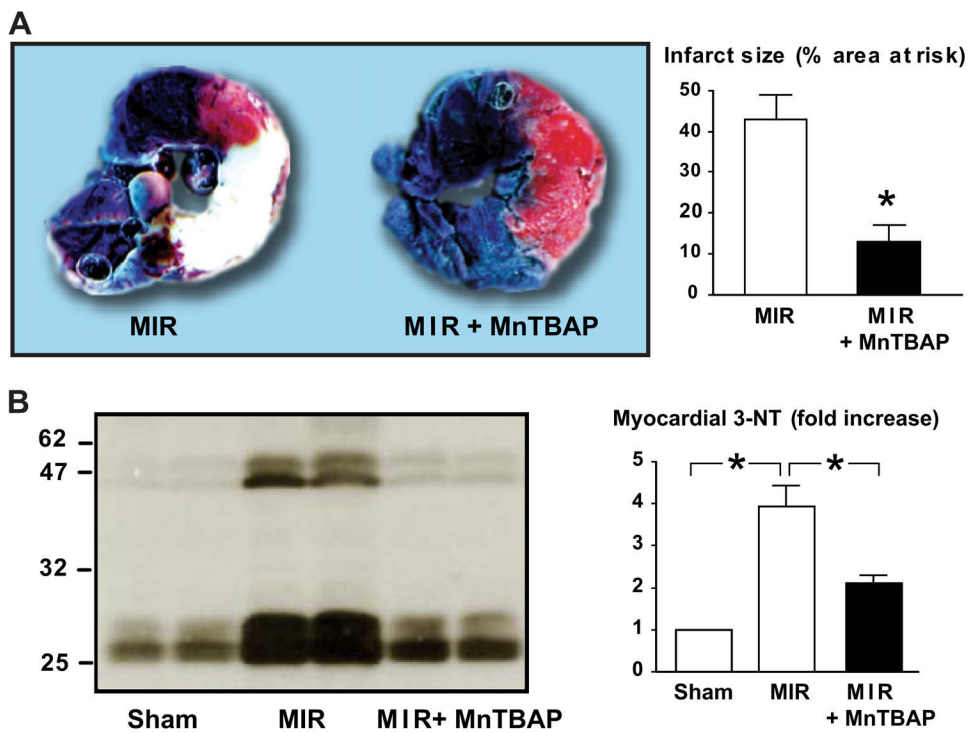 A
MIR
MIR + MnTBAP
Infarct size (% area at risk)
50
40
30
20
10
0
*
MIR
MIR
+ MnTBAP
B
62
47
32
25
Sham
MIR
MIR+ MnTBAP
Myocardial 3-NT (fold increase)
5
4
3
2
1
0
* *
Sham
MIR
MIR
+ MnTBAP